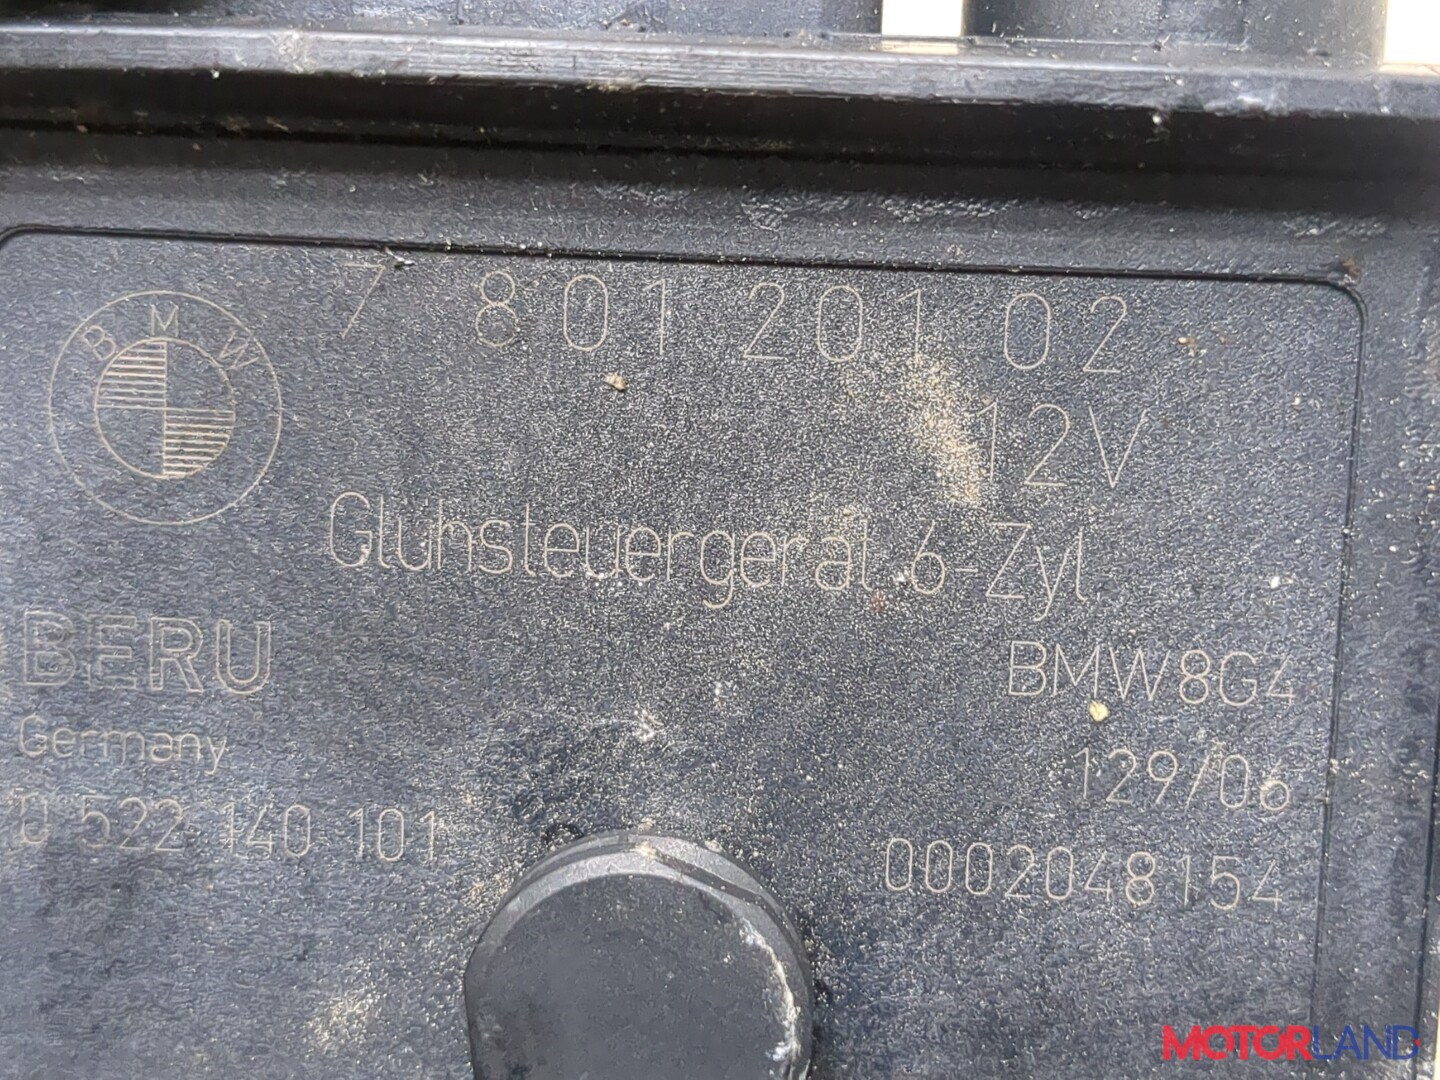 7 801 201 02
BMW
12V
Glühsteuergerät 6-Zyl
BERU
BMW8G4
Germany
129/06
0 522 140 101
0002048154
MOTORLAND